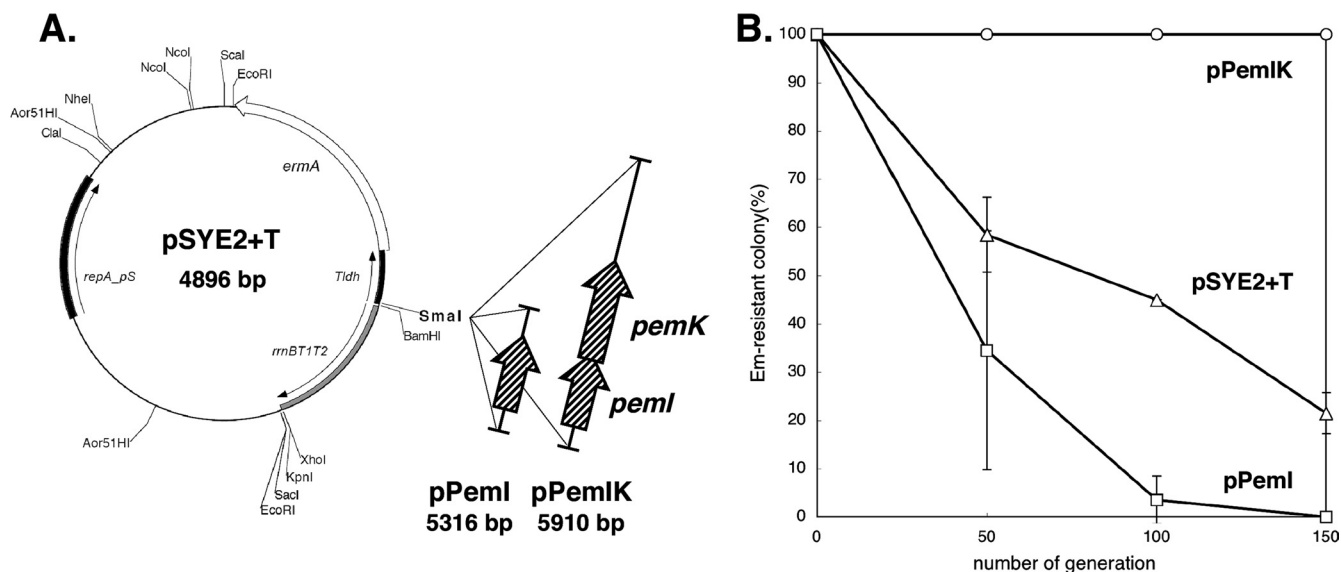 A.
NcoI
NcoI
ScaI
EcoRI
NheI
Aor51HI
ClaI
ermA
pSYE2+T
4896 bp
repA_pS
Tldh
SmaI
BamHI
rrnBT1T2
Aor51HI
XhoI
KpnI
SacI
EcoRI
pemK
pemI
pPemI
5316 bp
pPemIK
5910 bp
B.
Em-resistant colony(%)
100
90
80
70
60
50
40
30
20
10
0
pPemIK
pSYE2+T
pPemI
0
50
100
150
number of generation